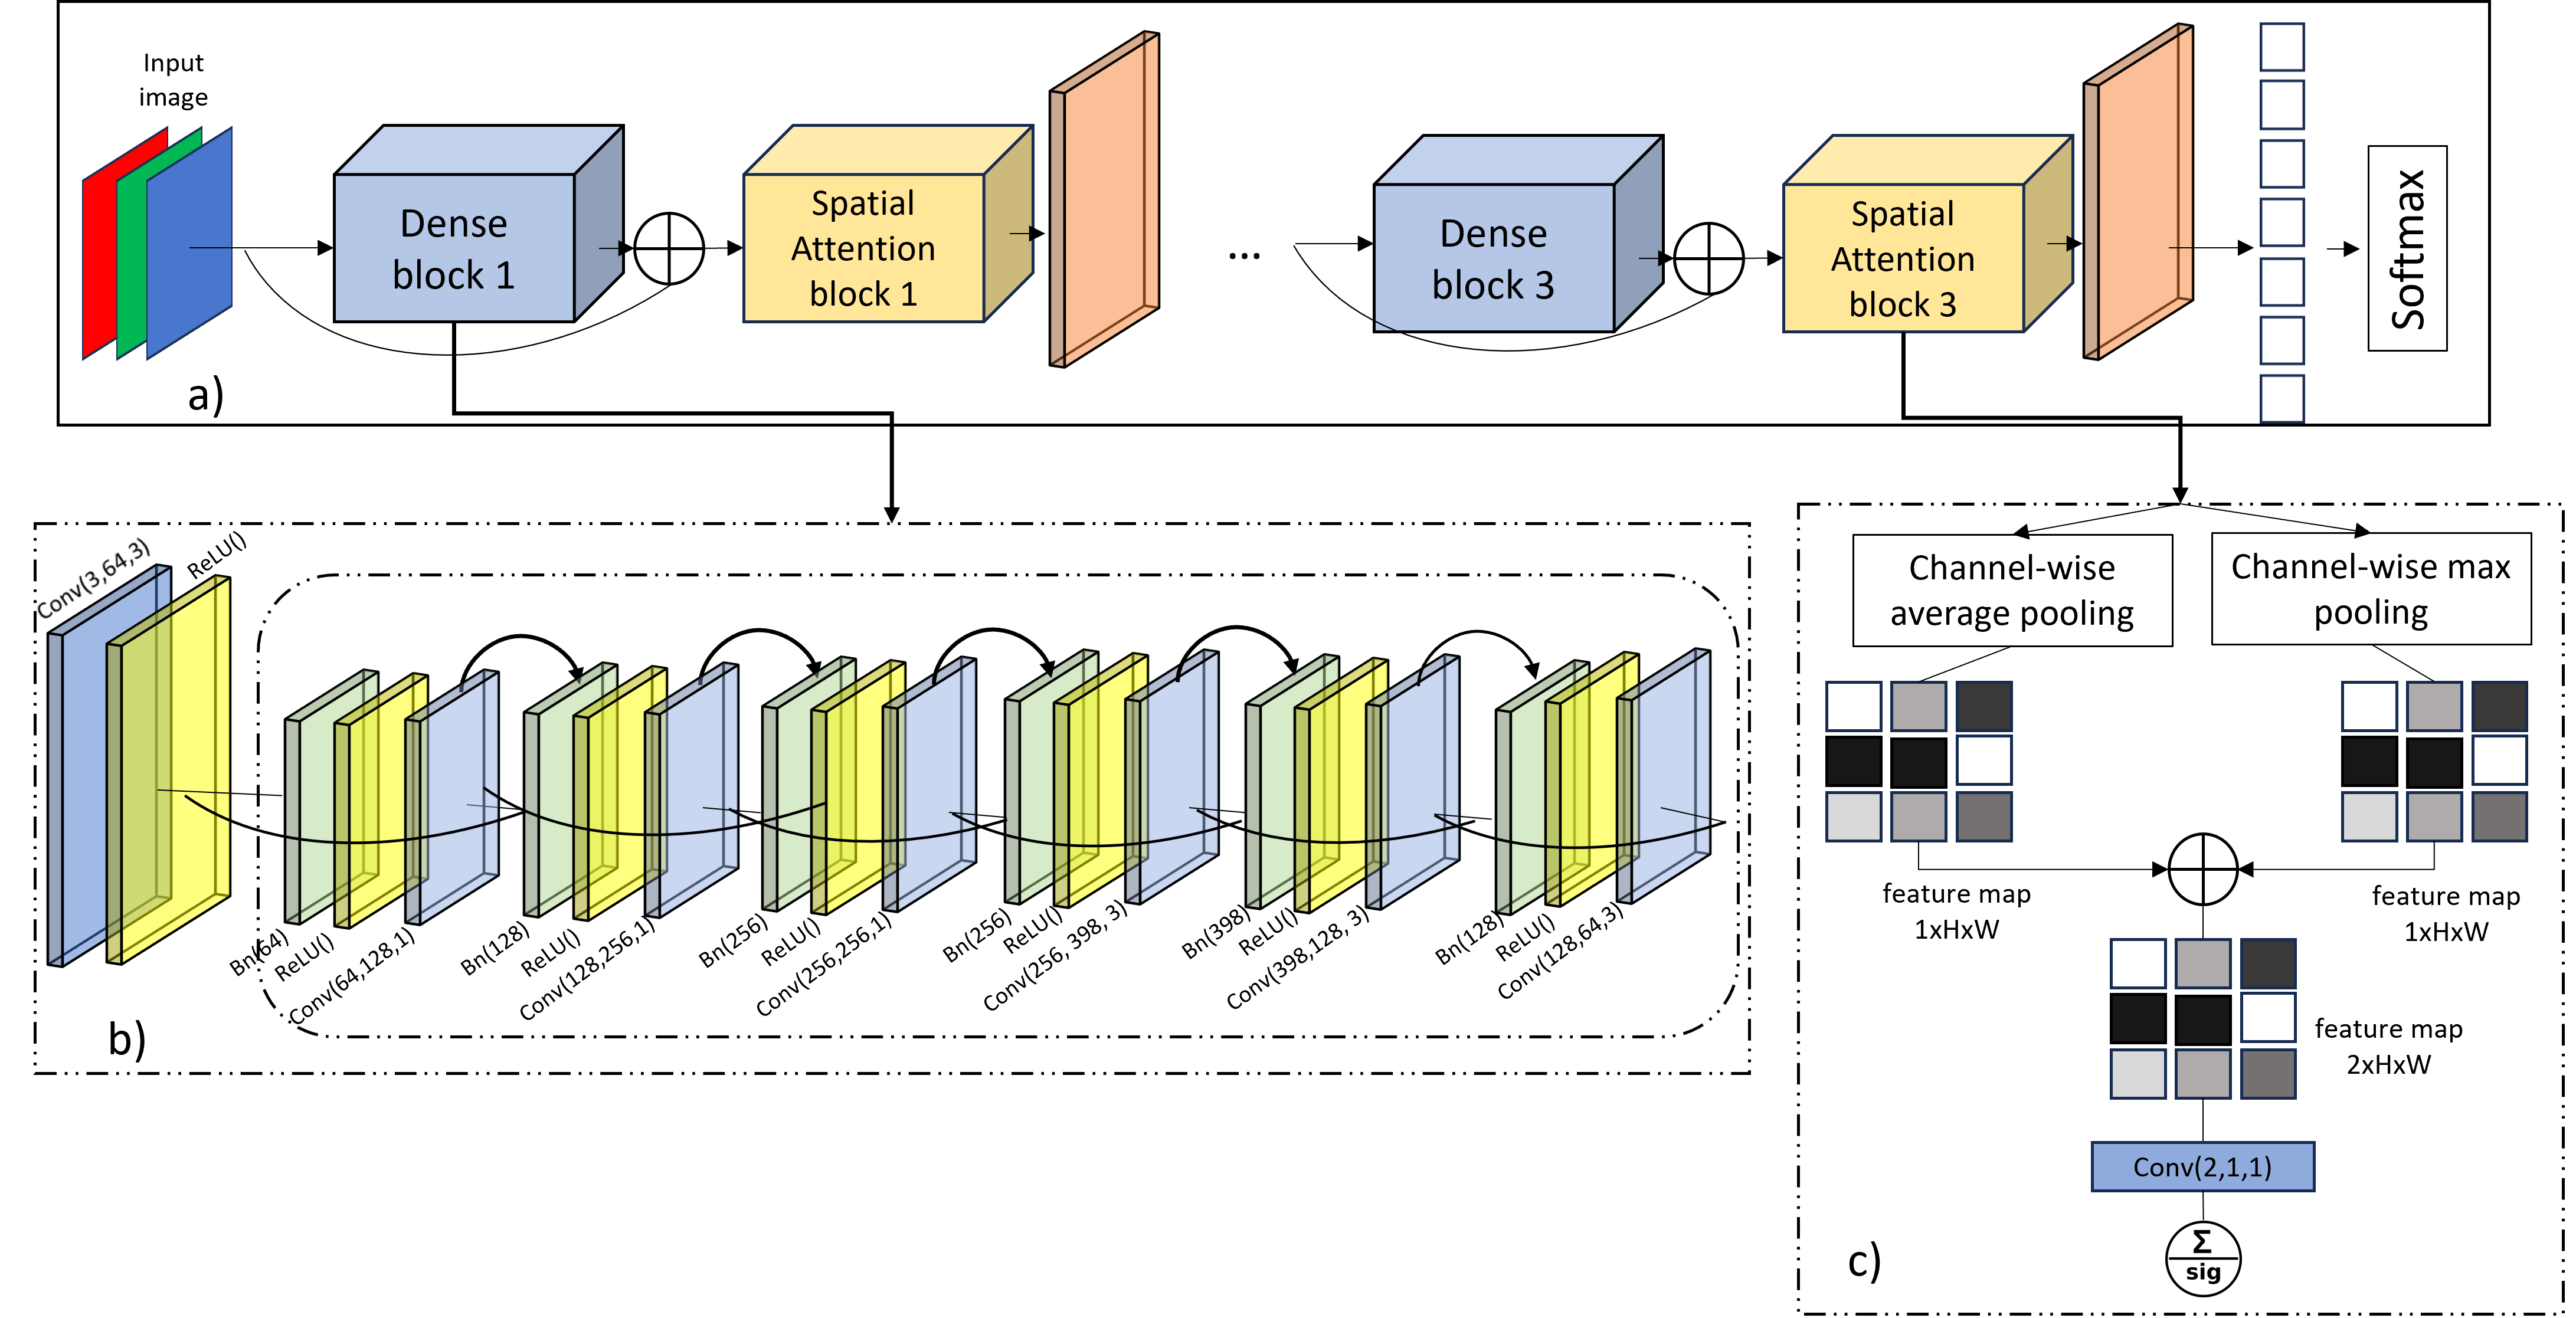 Input
image
Dense
block 1
Spatial
Attention
block 1
...
Dense
block 3
Spatial
Attention
block 3
Softmax
a)
Conv(3,64,3)
ReLU()
Bn(64)
ReLU()
Conv(64,128,1)
Bn(128)
ReLU()
Conv(128,256,1)
Bn(256)
ReLU()
Conv(256,256,1)
Bn(256)
ReLU()
Conv(256, 398, 3)
Bn(398)
ReLU()
Conv(398,128, 3)
Bn(128)
ReLU()
Conv(128,64,3)
b)
Channel-wise
average pooling
Channel-wise max
pooling
feature map
1xHxW
feature map
1xHxW
feature map
2xHxW
Conv(2,1,1)
Σ
sig
c)